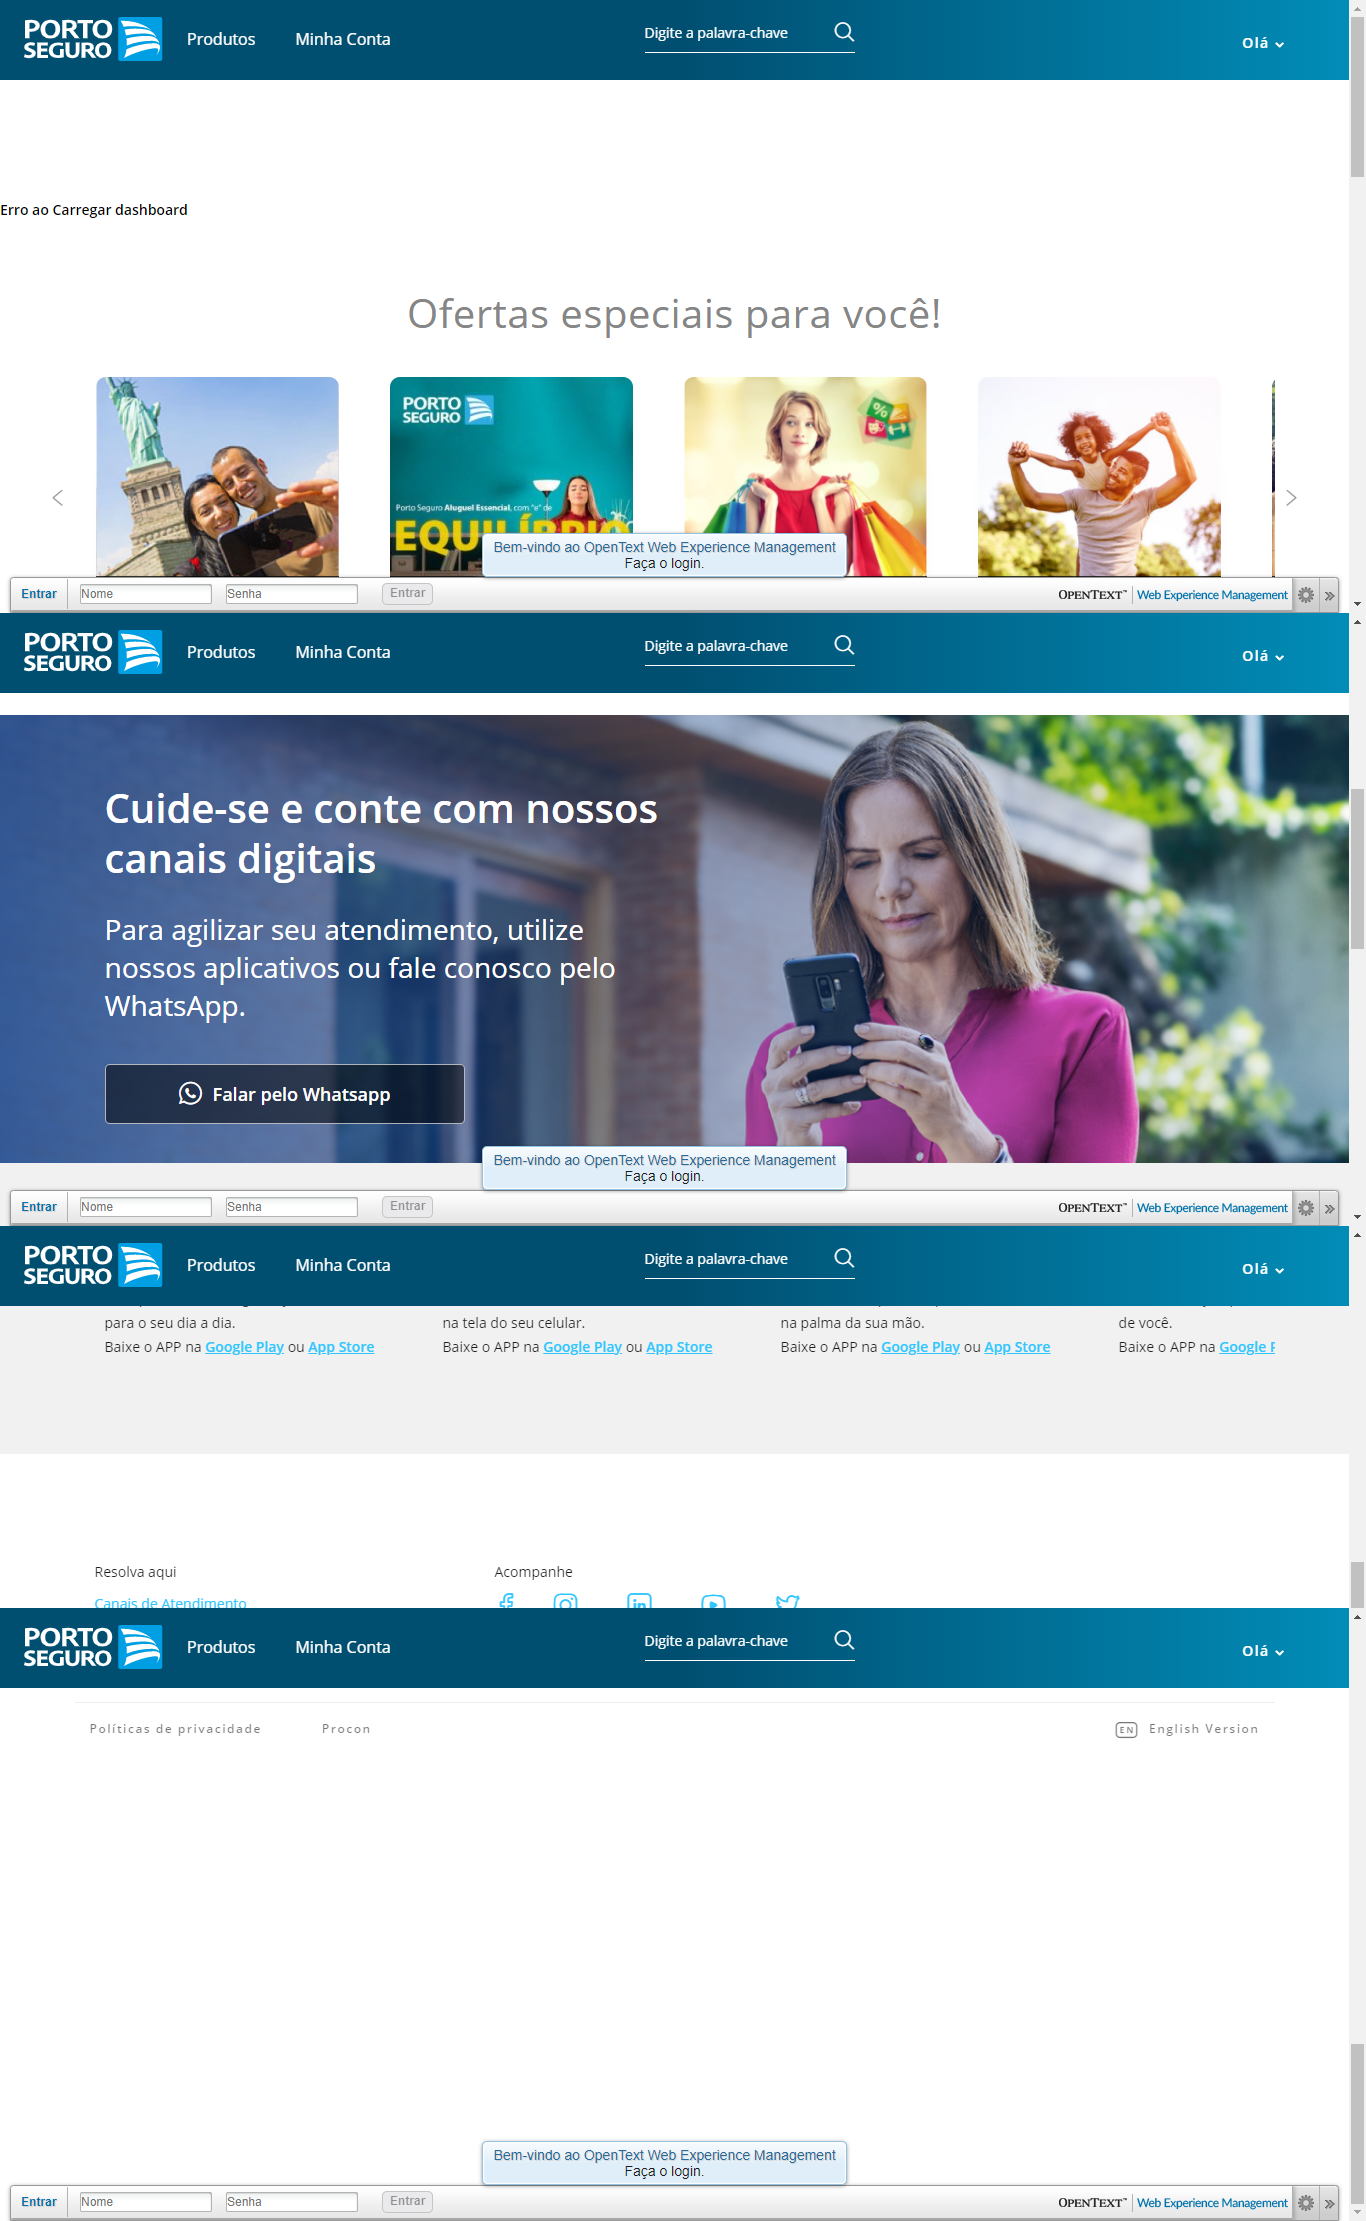 PORTO
SEGURO
Produtos
Minha Conta
Digite a palavra-chave
Olá
Erro ao Carregar dashboard
Ofertas especiais para você!
PORTO
SEGURO
Porto Seguro Aluguel Essencial, com "e" de
EQUILÍBRIO
%
Bem-vindo ao OpenText Web Experience Management
Faça o login.
Entrar
Nome
Senha
Entrar
OPENTEXT™ Web Experience Management
PORTO
SEGURO
Produtos
Minha Conta
Digite a palavra-chave
Olá
Cuide-se e conte com nossos
canais digitais
Para agilizar seu atendimento, utilize
nossos aplicativos ou fale conosco pelo
WhatsApp.
Falar pelo Whatsapp
Bem-vindo ao OpenText Web Experience Management
Faça o login.
Entrar
Nome
Senha
Entrar
OPENTEXT™ Web Experience Management
PORTO
SEGURO
Produtos
Minha Conta
Digite a palavra-chave
Olá
para o seu dia a dia.
Baixe o APP na Google Play ou App Store
na tela do seu celular.
Baixe o APP na Google Play ou App Store
na palma da sua mão.
Baixe o APP na Google Play ou App Store
de você.
Baixe o APP na Google
Resolva aqui
Canais de Atendimento
Acompanhe
PORTO
SEGURO
Produtos
Minha Conta
Digite a palavra-chave
Olá
Políticas de privacidade
Procon
EN English Version
Bem-vindo ao OpenText Web Experience Management
Faça o login.
Entrar
Nome
Senha
Entrar
OPENTEXT™ Web Experience Management